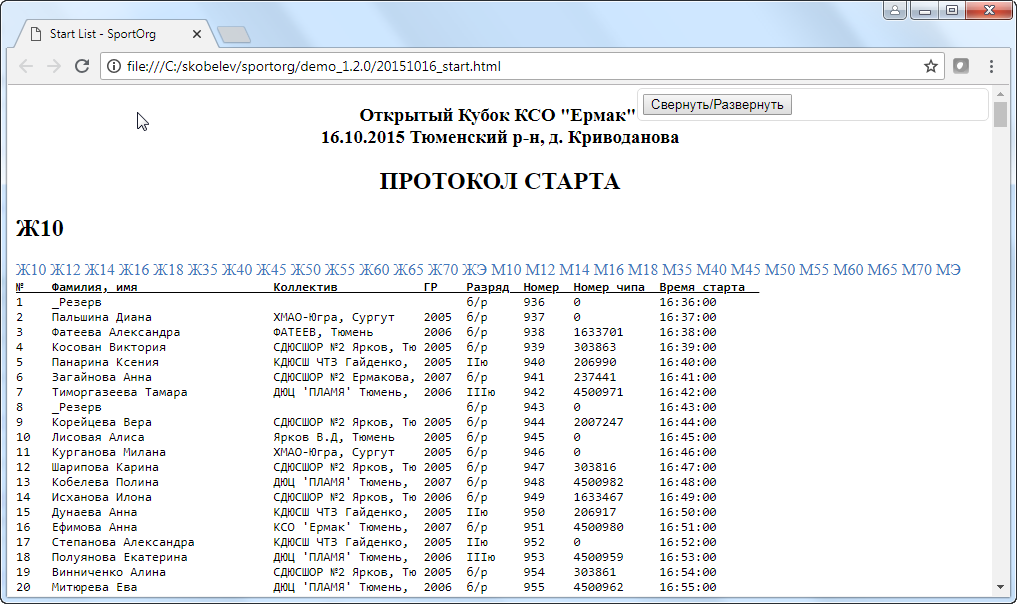 Start List - SportOrg
file:///C:/skobelev/sportorg/demo_1.2.0/20151016_start.html
Свернуть/Развернуть
Открытый Кубок КСО "Ермак"
16.10.2015 Тюменский р-н, д. Криводанова
ПРОТОКОЛ СТАРТА
Ж10
Ж10 Ж12 Ж14 Ж16 Ж18 Ж35 Ж40 Ж45 Ж50 Ж55 Ж60 Ж65 Ж70 ЖЭ М10 М12 М14 М16 М18 М35 М40 М45 М50 М55 М60 М65 М70 МЭ
№ Фамилия, имя Коллектив ГР Разряд Номер Номер чипа Время старта
1 _Резерв б/р 936 0 16:36:00
2 Пальшина Диана ХМАО-Югра, Сургут 2005 б/р 937 0 16:37:00
3 Фатеева Александра ФАТЕЕВ, Тюмень 2006 б/р 938 1633701 16:38:00
4 Косован Виктория СДЮСШОР №2 Ярков, Тю 2005 б/р 939 303863 16:39:00
5 Панарина Ксения КДЮСШ ЧТЗ Гайденко, 2005 IIю 940 206990 16:40:00
6 Загайнова Анна СДЮСШОР №2 Ермакова, 2007 б/р 941 237441 16:41:00
7 Тиморгазеева Тамара ДЮЦ 'ПЛАМЯ' Тюмень, 2006 IIIю 942 4500971 16:42:00
8 _Резерв б/р 943 0 16:43:00
9 Корейцева Вера СДЮСШОР №2 Ярков, Тю 2005 б/р 944 2007247 16:44:00
10 Лисовая Алиса Ярков В.Д, Тюмень 2005 б/р 945 0 16:45:00
11 Курганова Милана ХМАО-Югра, Сургут 2005 б/р 946 0 16:46:00
12 Шарипова Карина СДЮСШОР №2 Ярков, Тю 2005 б/р 947 303816 16:47:00
13 Кобелева Полина ДЮЦ 'ПЛАМЯ' Тюмень, 2007 б/р 948 4500982 16:48:00
14 Исханова Илона СДЮСШОР №2 Ярков, Тю 2006 б/р 949 1633467 16:49:00
15 Дунаева Анна КДЮСШ ЧТЗ Гайденко, 2005 IIю 950 206917 16:50:00
16 Ефимова Анна КСО 'Ермак' Тюмень, 2007 б/р 951 4500980 16:51:00
17 Степанова Александра КДЮСШ ЧТЗ Гайденко, 2005 IIю 952 0 16:52:00
18 Полуянова Екатерина ДЮЦ 'ПЛАМЯ' Тюмень, 2006 IIIю 953 4500959 16:53:00
19 Винниченко Алина СДЮСШОР №2 Ярков, Тю 2005 б/р 954 303861 16:54:00
20 Митюрева Ева ДЮЦ 'ПЛАМЯ' Тюмень, 2006 б/р 955 4500962 16:55:00